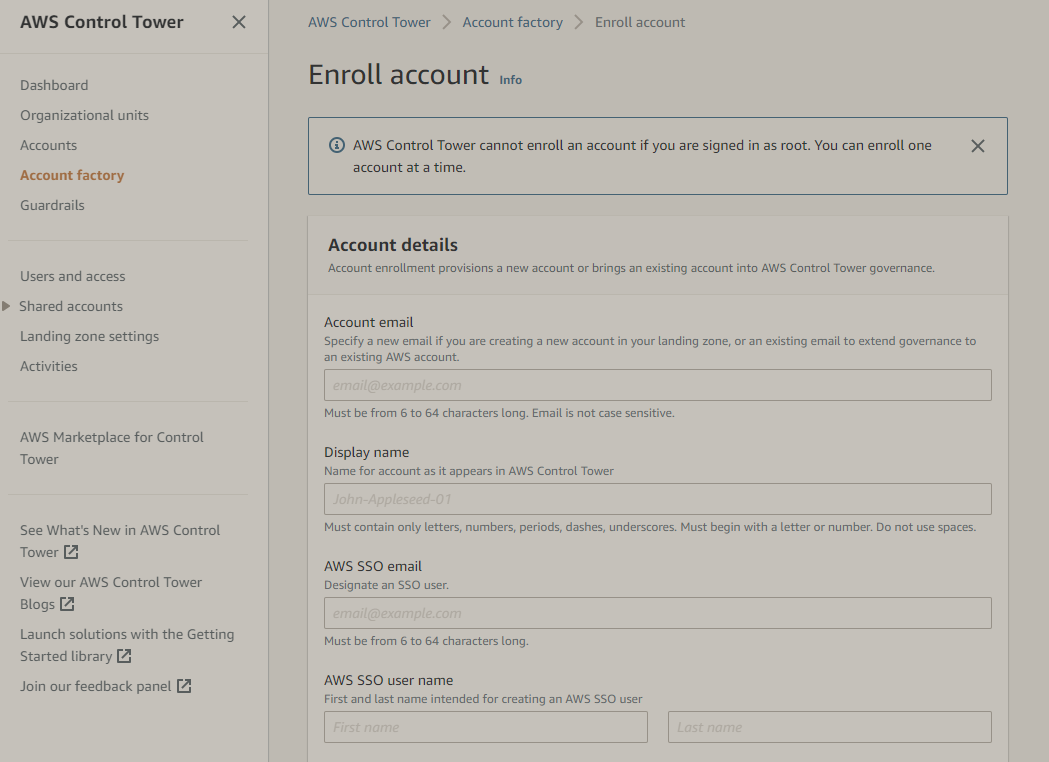 AWS Control Tower
Dashboard
Organizational units
Accounts
Account factory
Guardrails
Users and access
Shared accounts
Landing zone settings
Activities
AWS Marketplace for Control
Tower
See What's New in AWS Control
Tower
View our AWS Control Tower
Blogs
Launch solutions with the Getting
Started library
Join our feedback panel
AWS Control Tower > Account factory > Enroll account
Enroll account Info
AWS Control Tower cannot enroll an account if you are signed in as root. You can enroll one
account at a time.
Account details
Account enrollment provisions a new account or brings an existing account into AWS Control Tower governance.
Account email
Specify a new email if you are creating a new account in your landing zone, or an existing email to extend governance to
an existing AWS account.
email@example.com
Must be from 6 to 64 characters long. Email is not case sensitive.
Display name
Name for account as it appears in AWS Control Tower
John-Appleseed-01
Must contain only letters, numbers, periods, dashes, underscores. Must begin with a letter or number. Do not use spaces.
AWS SSO email
Designate an SSO user.
email@example.com
Must be from 6 to 64 characters long.
AWS SSO user name
First and last name intended for creating an AWS SSO user
First name Last name